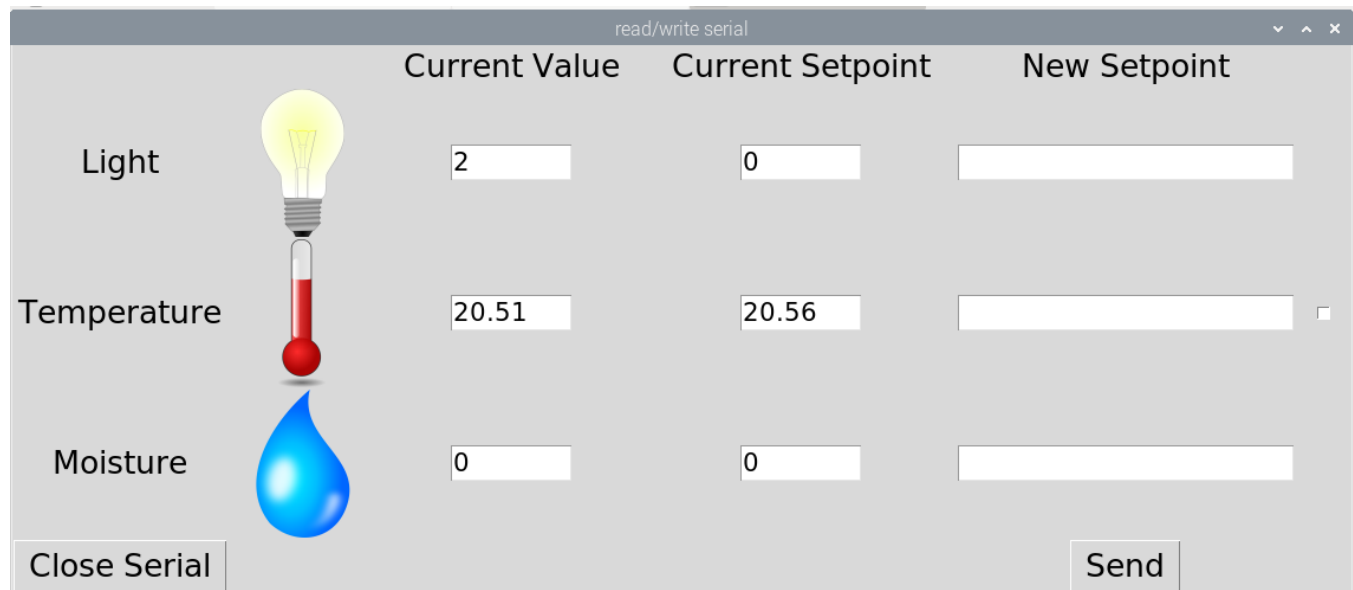 read/write serial
Current Value Current Setpoint New Setpoint
Light 2 0
Temperature 20.51 20.56
Moisture 0 0
Close Serial Send